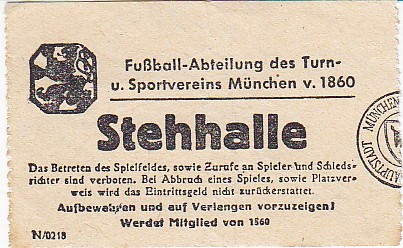 Fußball-Abteilung des Turn-
u. Sportvereins München v. 1860
Stehhalle
Das Betreten des Spielfeldes, sowie Zurufe an Spieler und Schieds-
richter sind verboten. Bei Abbruch eines Spieles, sowie Platzver-
weis wird das Eintrittsgeld nicht zurückerstattet.
Aufbewahren und auf Verlangen vorzuzeigen!
Werdet Mitglied von 1860
N/0218
HAUPTSTADT MÜNCHEN